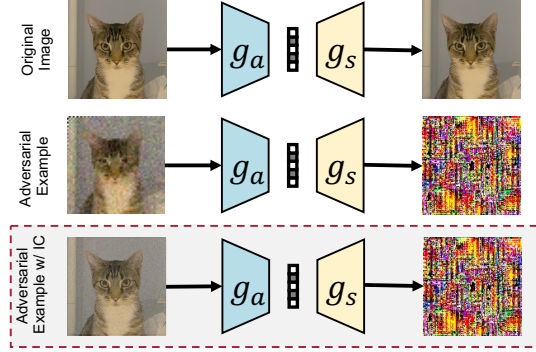 Original
Image
g_a
g_s
Adversarial
Example
g_a
g_s
Adversarial
Example w/ IC
g_a
g_s